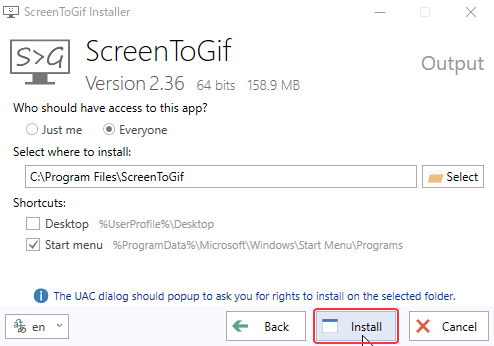 ScreenToGif Installer
S>G
ScreenToGif
Version 2.36 64 bits 158.9 MB
Output
Who should have access to this app?
Just me Everyone
Select where to install:
C:\Program Files\ScreenToGif Select
Shortcuts:
Desktop %UserProfile%\Desktop
Start menu %ProgramData%\Microsoft\Windows\Start Menu\Programs
The UAC dialog should popup to ask you for rights to install on the selected folder.
en Back Install Cancel